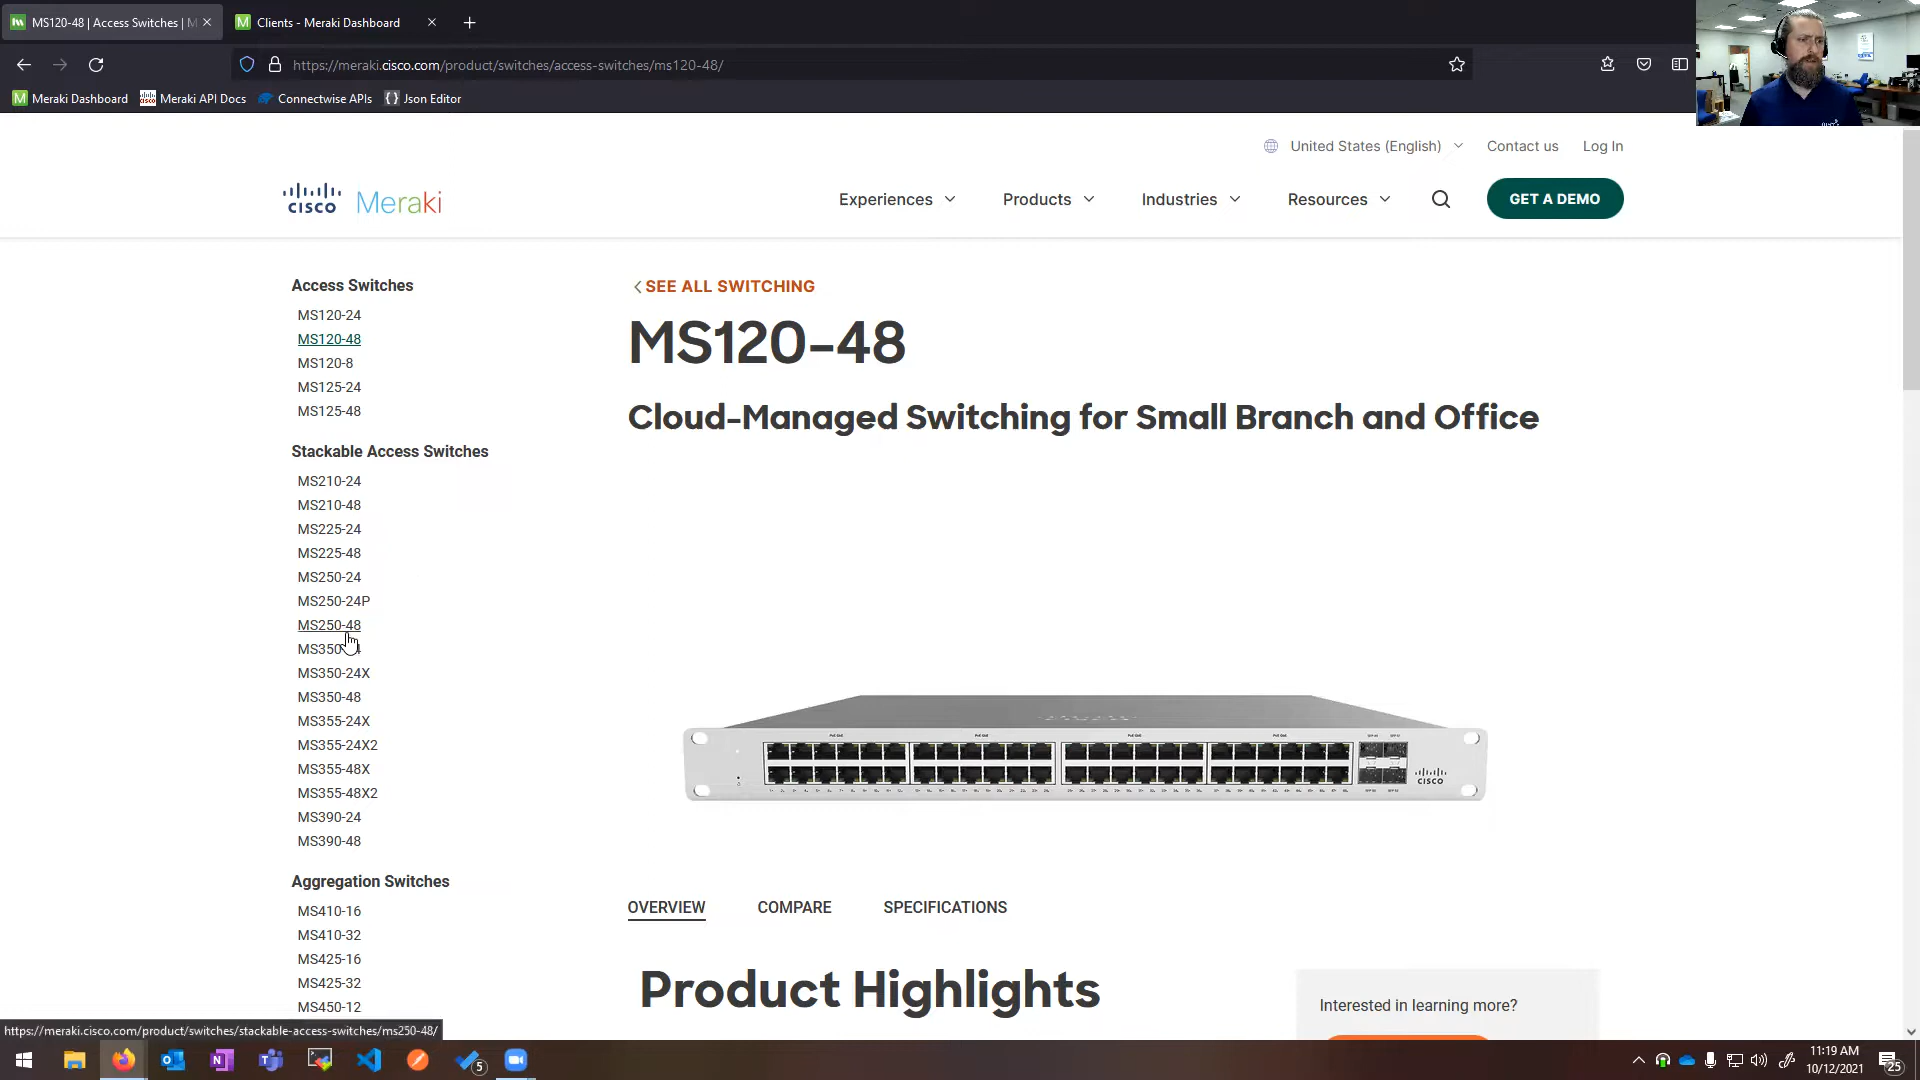 MS120-48 | Access Switches | M
Clients - Meraki Dashboard
https://meraki.cisco.com/product/switches/access-switches/ms120-48/
Meraki Dashboard
Meraki API Docs
Connectwise APIs
Json Editor
United States (English)
Contact us
Log In
CISCO Meraki
Experiences
Products
Industries
Resources
GET A DEMO
Access Switches
MS120-24
MS120-48
MS120-8
MS125-24
MS125-48
Stackable Access Switches
MS210-24
MS210-48
MS225-24
MS225-48
MS250-24
MS250-24P
MS250-48
MS350-
MS350-24X
MS350-48
MS355-24X
MS355-24X2
MS355-48X
MS355-48X2
MS390-24
MS390-48
Aggregation Switches
MS410-16
MS410-32
MS425-16
MS425-32
MS450-12
SEE ALL SWITCHING
MS120-48
Cloud-Managed Switching for Small Branch and Office
CISCO
OVERVIEW
COMPARE
SPECIFICATIONS
Product Highlights
Interested in learning more?
https://meraki.cisco.com/product/switches/stackable-access-switches/ms250-48/
5
11:19 AM
10/12/2021
25